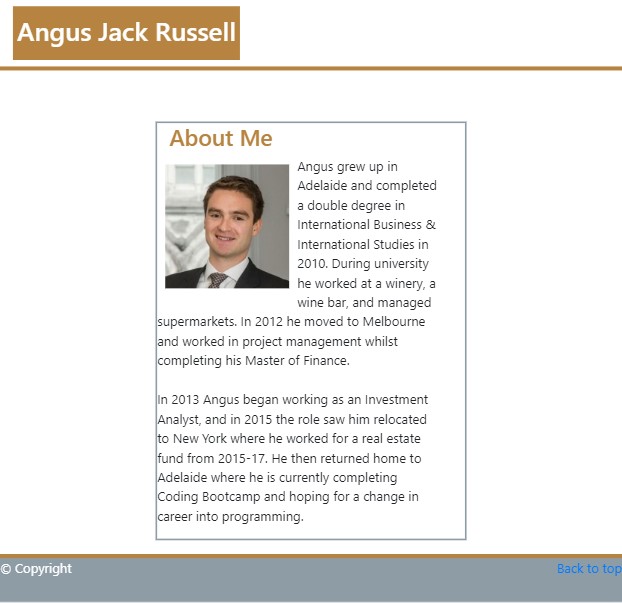 Angus Jack Russell
About Me
Angus grew up in
Adelaide and completed
a double degree in
International Business &
International Studies in
2010. During university
he worked at a winery, a
wine bar, and managed
supermarkets. In 2012 he moved to Melbourne
and worked in project management whilst
completing his Master of Finance.
In 2013 Angus began working as an Investment
Analyst, and in 2015 the role saw him relocated
to New York where he worked for a real estate
fund from 2015-17. He then returned home to
Adelaide where he is currently completing
Coding Bootcamp and hoping for a change in
career into programming.
© Copyright
Back to top